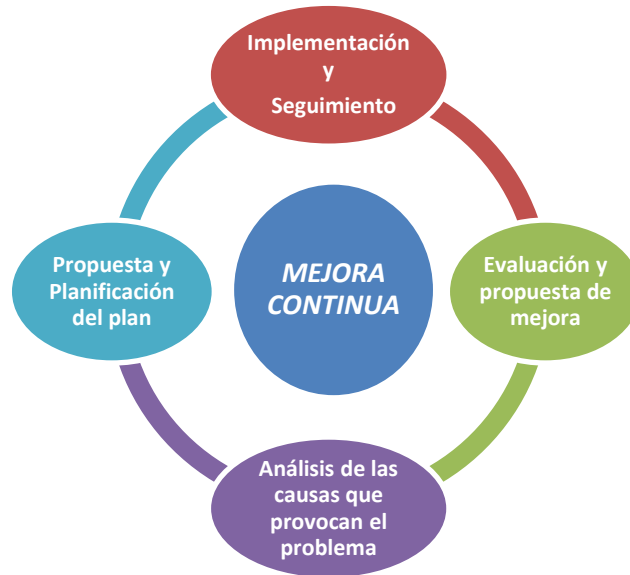 Implementación
y
Seguimiento
Propuesta y
Planificación
del plan
MEJORA
CONTINUA
Evaluación y
propuesta de
mejora
Análisis de las
causas que
provocan el
problema